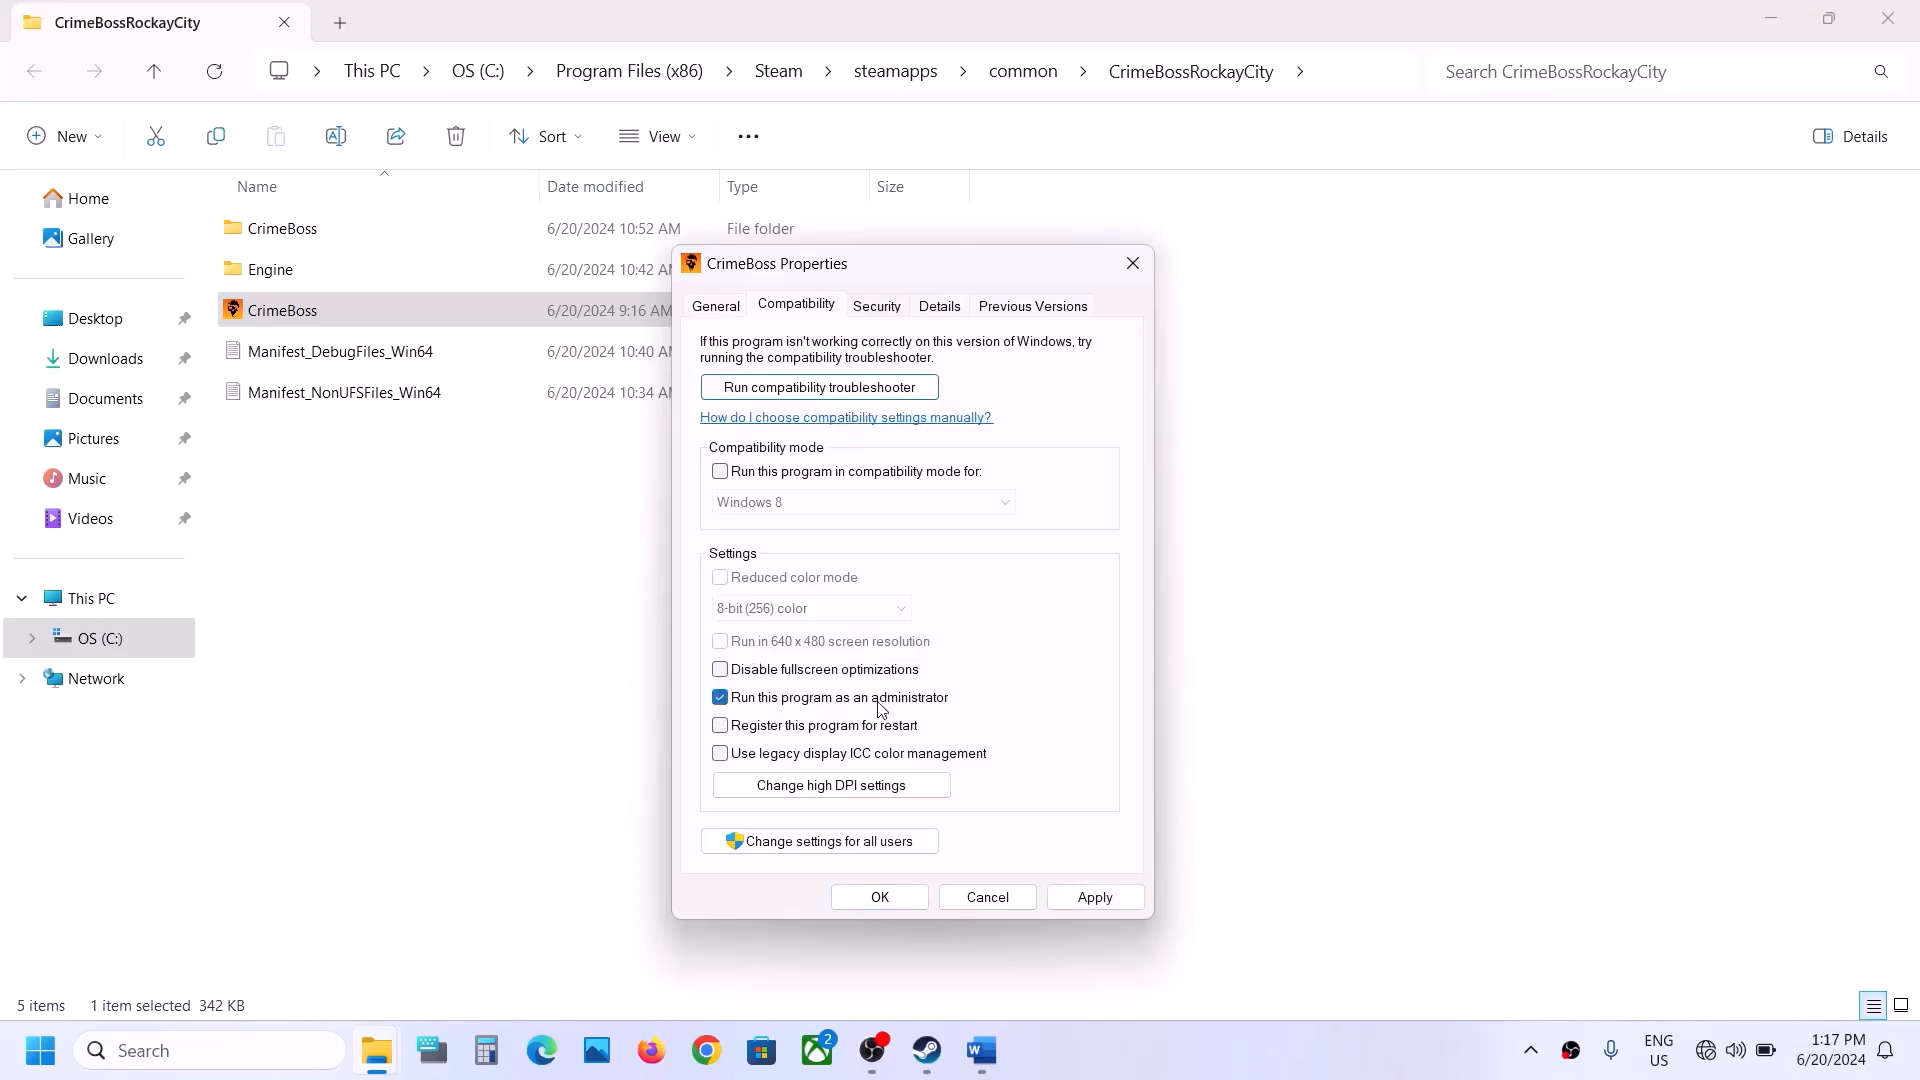 CrimeBossRockayCity
This PC > OS (C:) > Program Files (x86) > Steam > steamapps > common > CrimeBossRockayCity >
Search CrimeBossRockayCity
New
Sort
View
Details
Name Date modified Type Size
Home
Gallery
Desktop
Downloads
Documents
Pictures
Music
Videos
This PC
OS (C:)
Network
CrimeBoss 6/20/2024 10:52 AM File folder
Engine 6/20/2024 10:42 A
CrimeBoss 6/20/2024 9:16 AM
Manifest_DebugFiles_Win64 6/20/2024 10:40 A
Manifest_NonUFSFiles_Win64 6/20/2024 10:34 A
CrimeBoss Properties
General Compatibility Security Details Previous Versions
If this program isn't working correctly on this version of Windows, try
running the compatibility troubleshooter.
Run compatibility troubleshooter
How do I choose compatibility settings manually?
Compatibility mode
Run this program in compatibility mode for:
Windows 8
Settings
Reduced color mode
8-bit (256) color
Run in 640 x 480 screen resolution
Disable fullscreen optimizations
Run this program as an administrator
Register this program for restart
Use legacy display ICC color management
Change high DPI settings
Change settings for all users
OK Cancel Apply
5 items 1 item selected 342 KB
Search
2
ENG
US
1:17 PM
6/20/2024